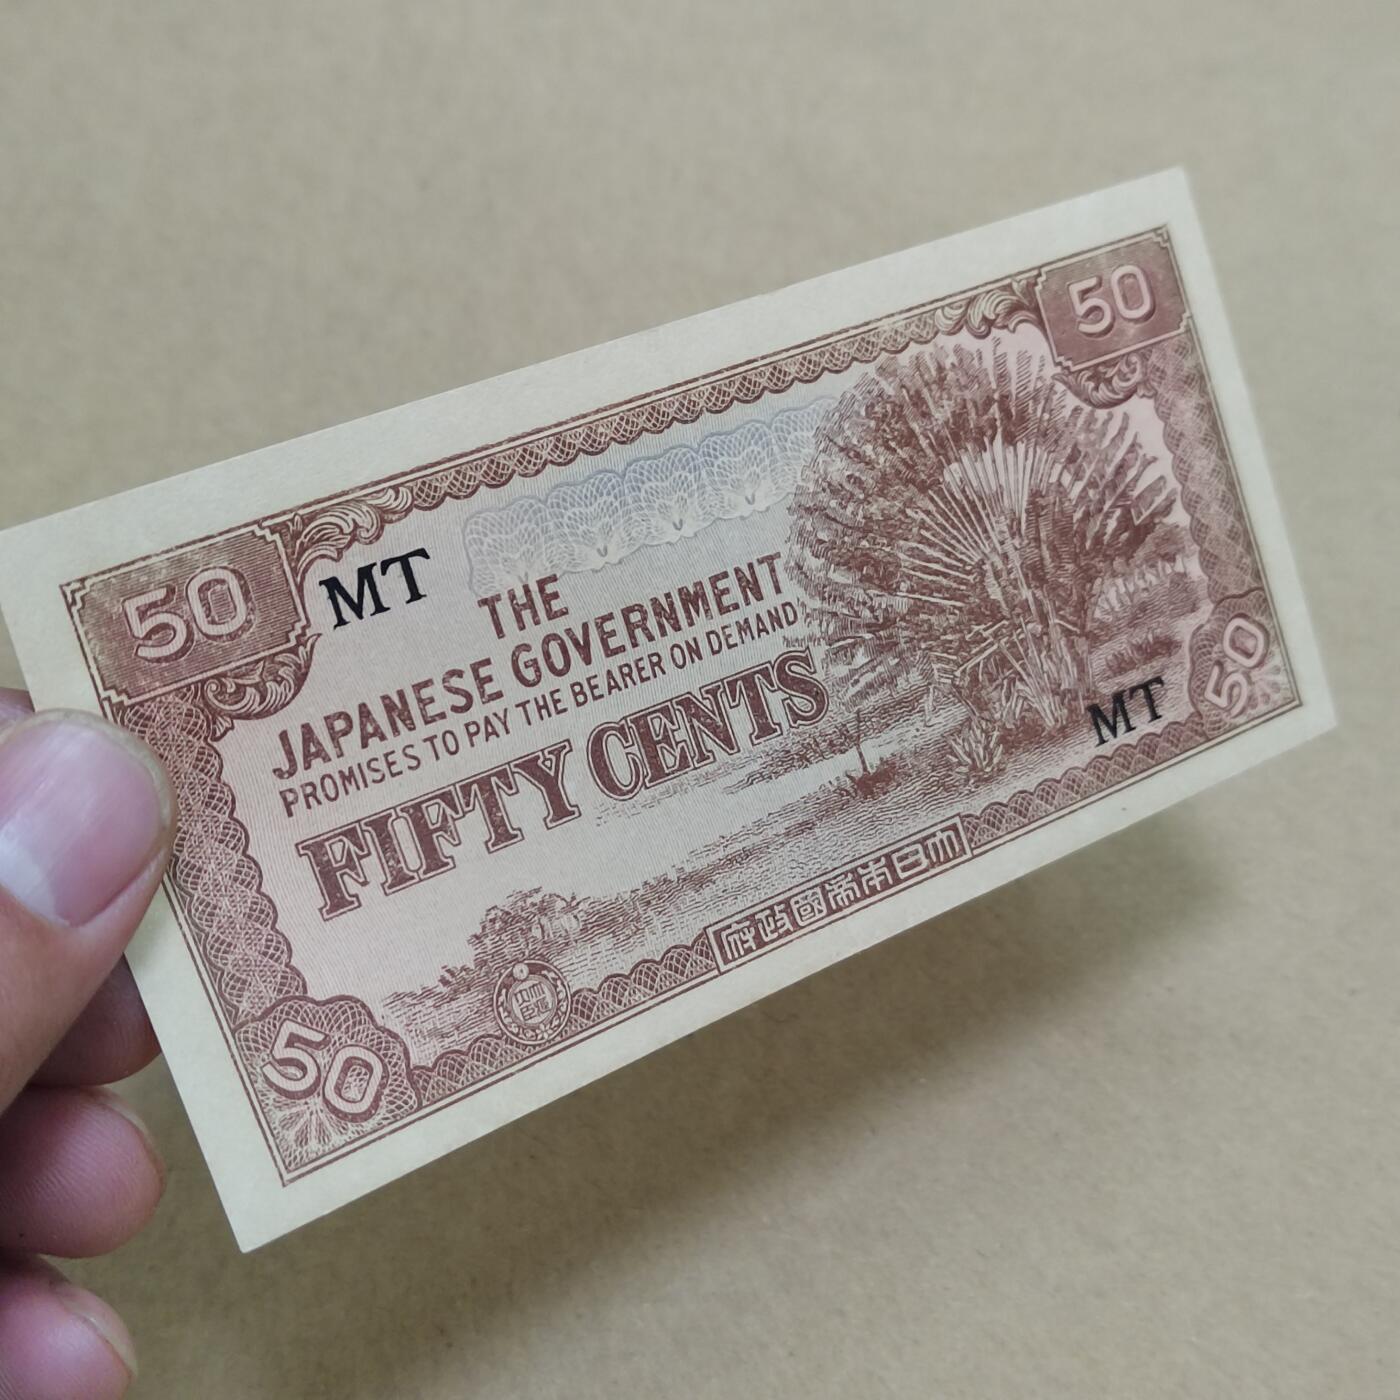 50
50
MT
THE
JAPANESE GOVERNMENT
PROMISES TO PAY THE BEARER ON DEMAND
FIFTY CENTS
MT
50
50
府政國帝本日大